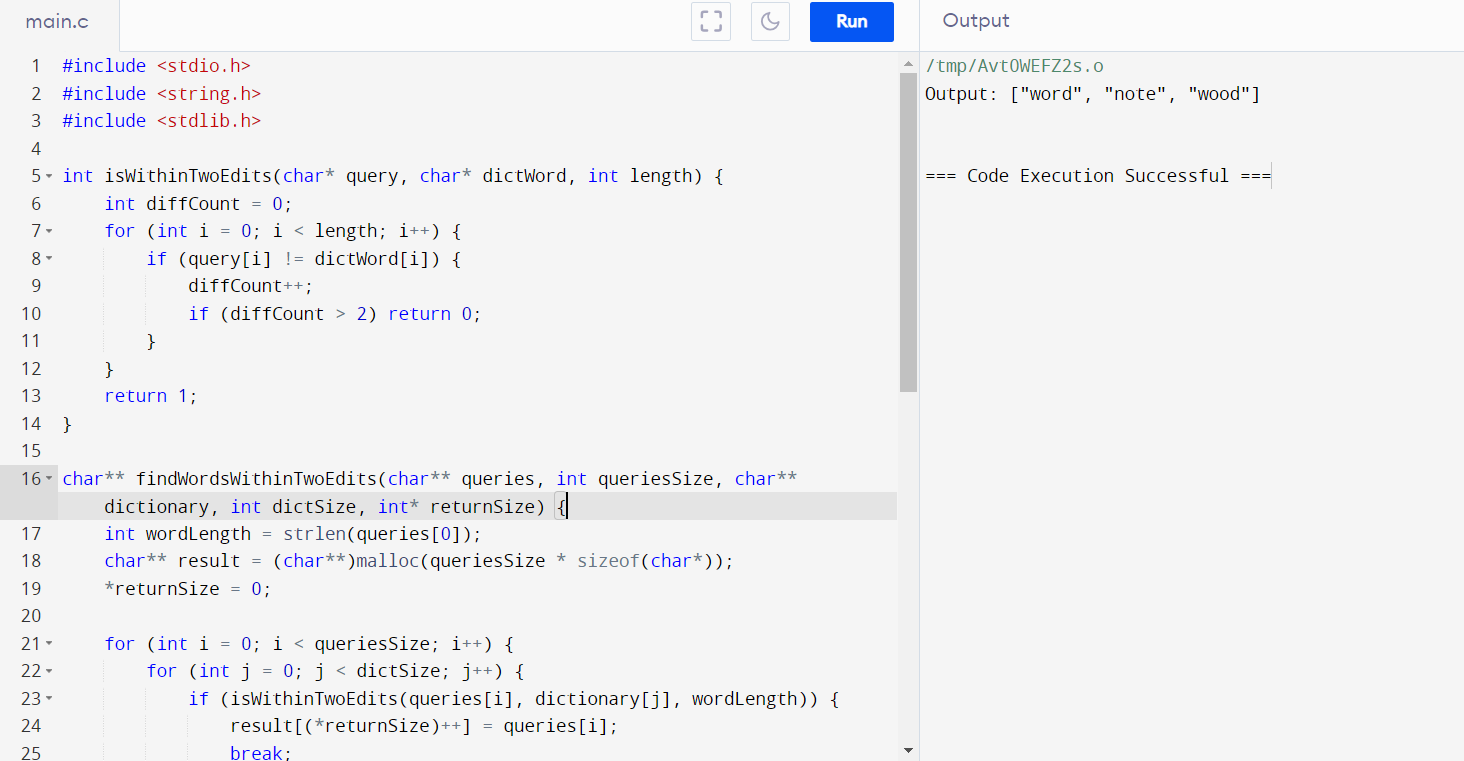 main.c
Run
Output
1 #include <stdio.h>
2 #include <string.h>
3 #include <stdlib.h>
4
5 int isWithinTwoEdits(char* query, char* dictWord, int length) {
6     int diffCount = 0;
7     for (int i = 0; i < length; i++) {
8         if (query[i] != dictWord[i]) {
9             diffCount++;
10             if (diffCount > 2) return 0;
11         }
12     }
13     return 1;
14 }
15
16 char** findWordsWithinTwoEdits(char** queries, int queriesSize, char**
    dictionary, int dictSize, int* returnSize) {
17     int wordLength = strlen(queries[0]);
18     char** result = (char**)malloc(queriesSize * sizeof(char*));
19     *returnSize = 0;
20
21     for (int i = 0; i < queriesSize; i++) {
22         for (int j = 0; j < dictSize; j++) {
23             if (isWithinTwoEdits(queries[i], dictionary[j], wordLength)) {
24                 result[(*returnSize)++] = queries[i];
25                 break;
/tmp/AvtOWEFZ2s.o
Output: ["word", "note", "wood"]
=== Code Execution Successful ===